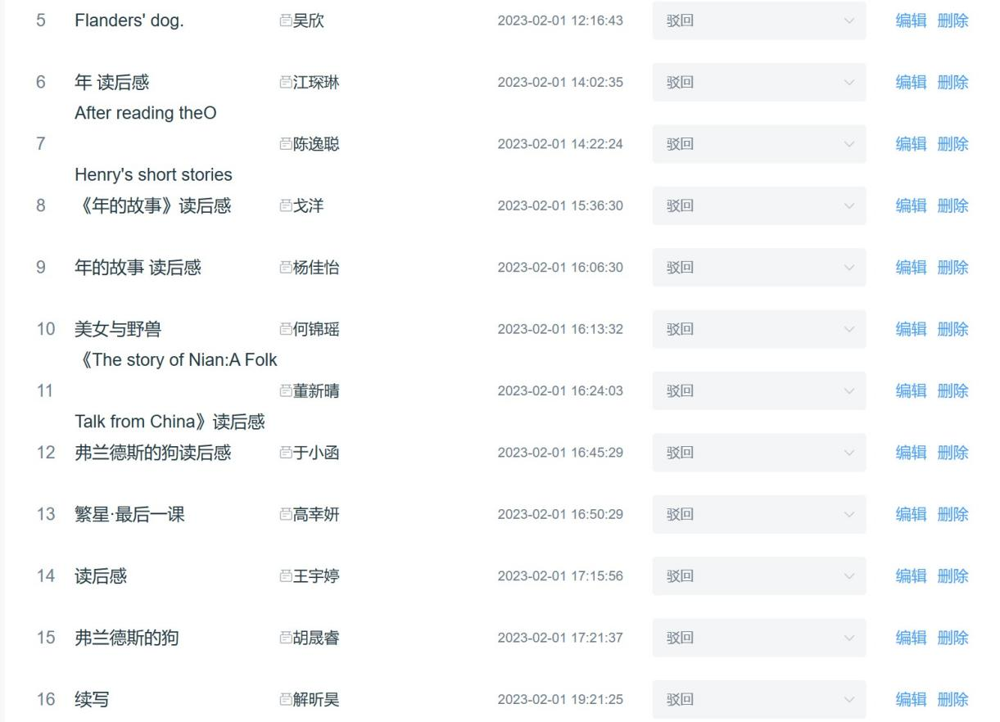 5 Flanders' dog. 吴欣 2023-02-01 12:16:43 驳回 编辑 删除
6 年 读后感 江琛琳 2023-02-01 14:02:35 驳回 编辑 删除
After reading theO
7 陈逸聪 2023-02-01 14:22:24 驳回 编辑 删除
Henry's short stories
8 《年的故事》读后感 戈洋 2023-02-01 15:36:30 驳回 编辑 删除
9 年的故事 读后感 杨佳怡 2023-02-01 16:06:30 驳回 编辑 删除
10 美女与野兽 何锦瑶 2023-02-01 16:13:32 驳回 编辑 删除
《The story of Nian:A Folk
11 董新晴 2023-02-01 16:24:03 驳回 编辑 删除
Talk from China》读后感
12 弗兰德斯的狗读后感 于小函 2023-02-01 16:45:29 驳回 编辑 删除
13 繁星·最后一课 高幸妍 2023-02-01 16:50:29 驳回 编辑 删除
14 读后感 王宇婷 2023-02-01 17:15:56 驳回 编辑 删除
15 弗兰德斯的狗 胡晟睿 2023-02-01 17:21:37 驳回 编辑 删除
16 续写 解昕昊 2023-02-01 19:21:25 驳回 编辑 删除